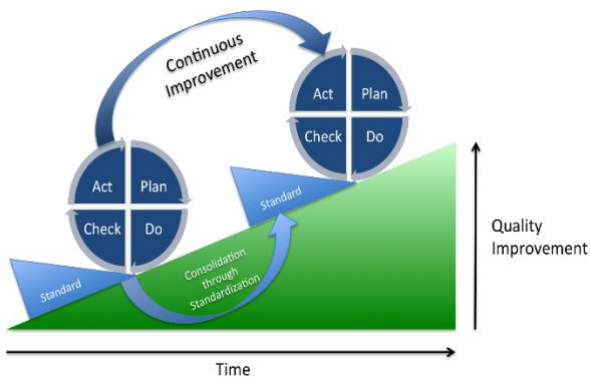 Continuous
Improvement
Act Plan
Check Do
Act Plan
Check Do
Standard
Standard
Consolidation
through
Standardization
Quality
Improvement
Time